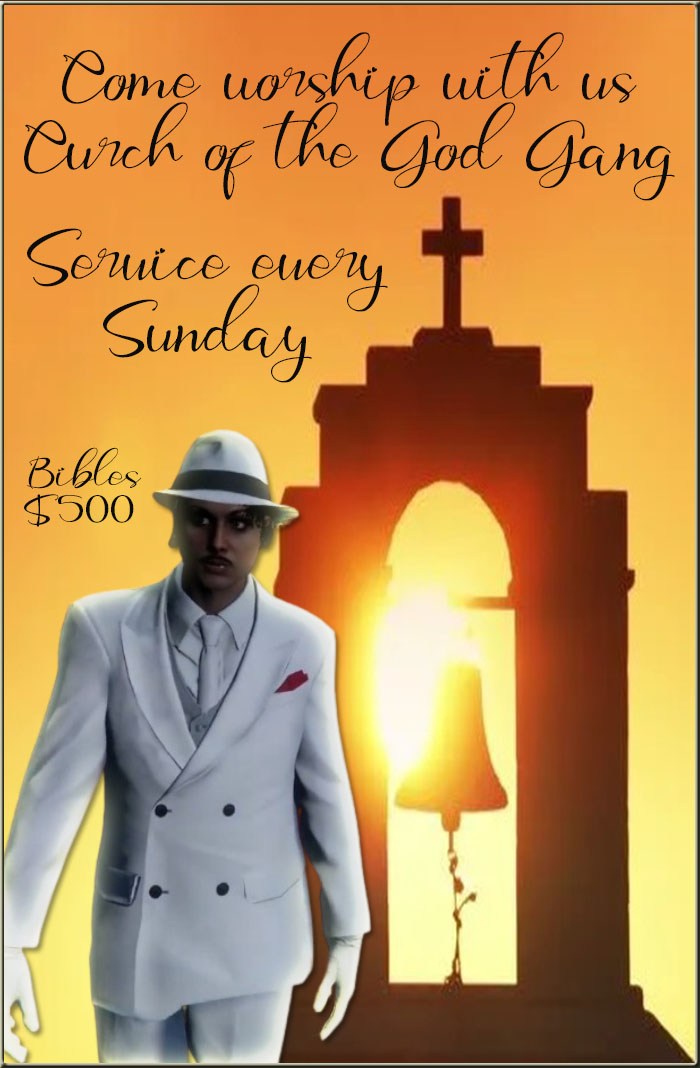 Come worship with us
Curch of the God Gang
Service every
Sunday
Bibles
$500